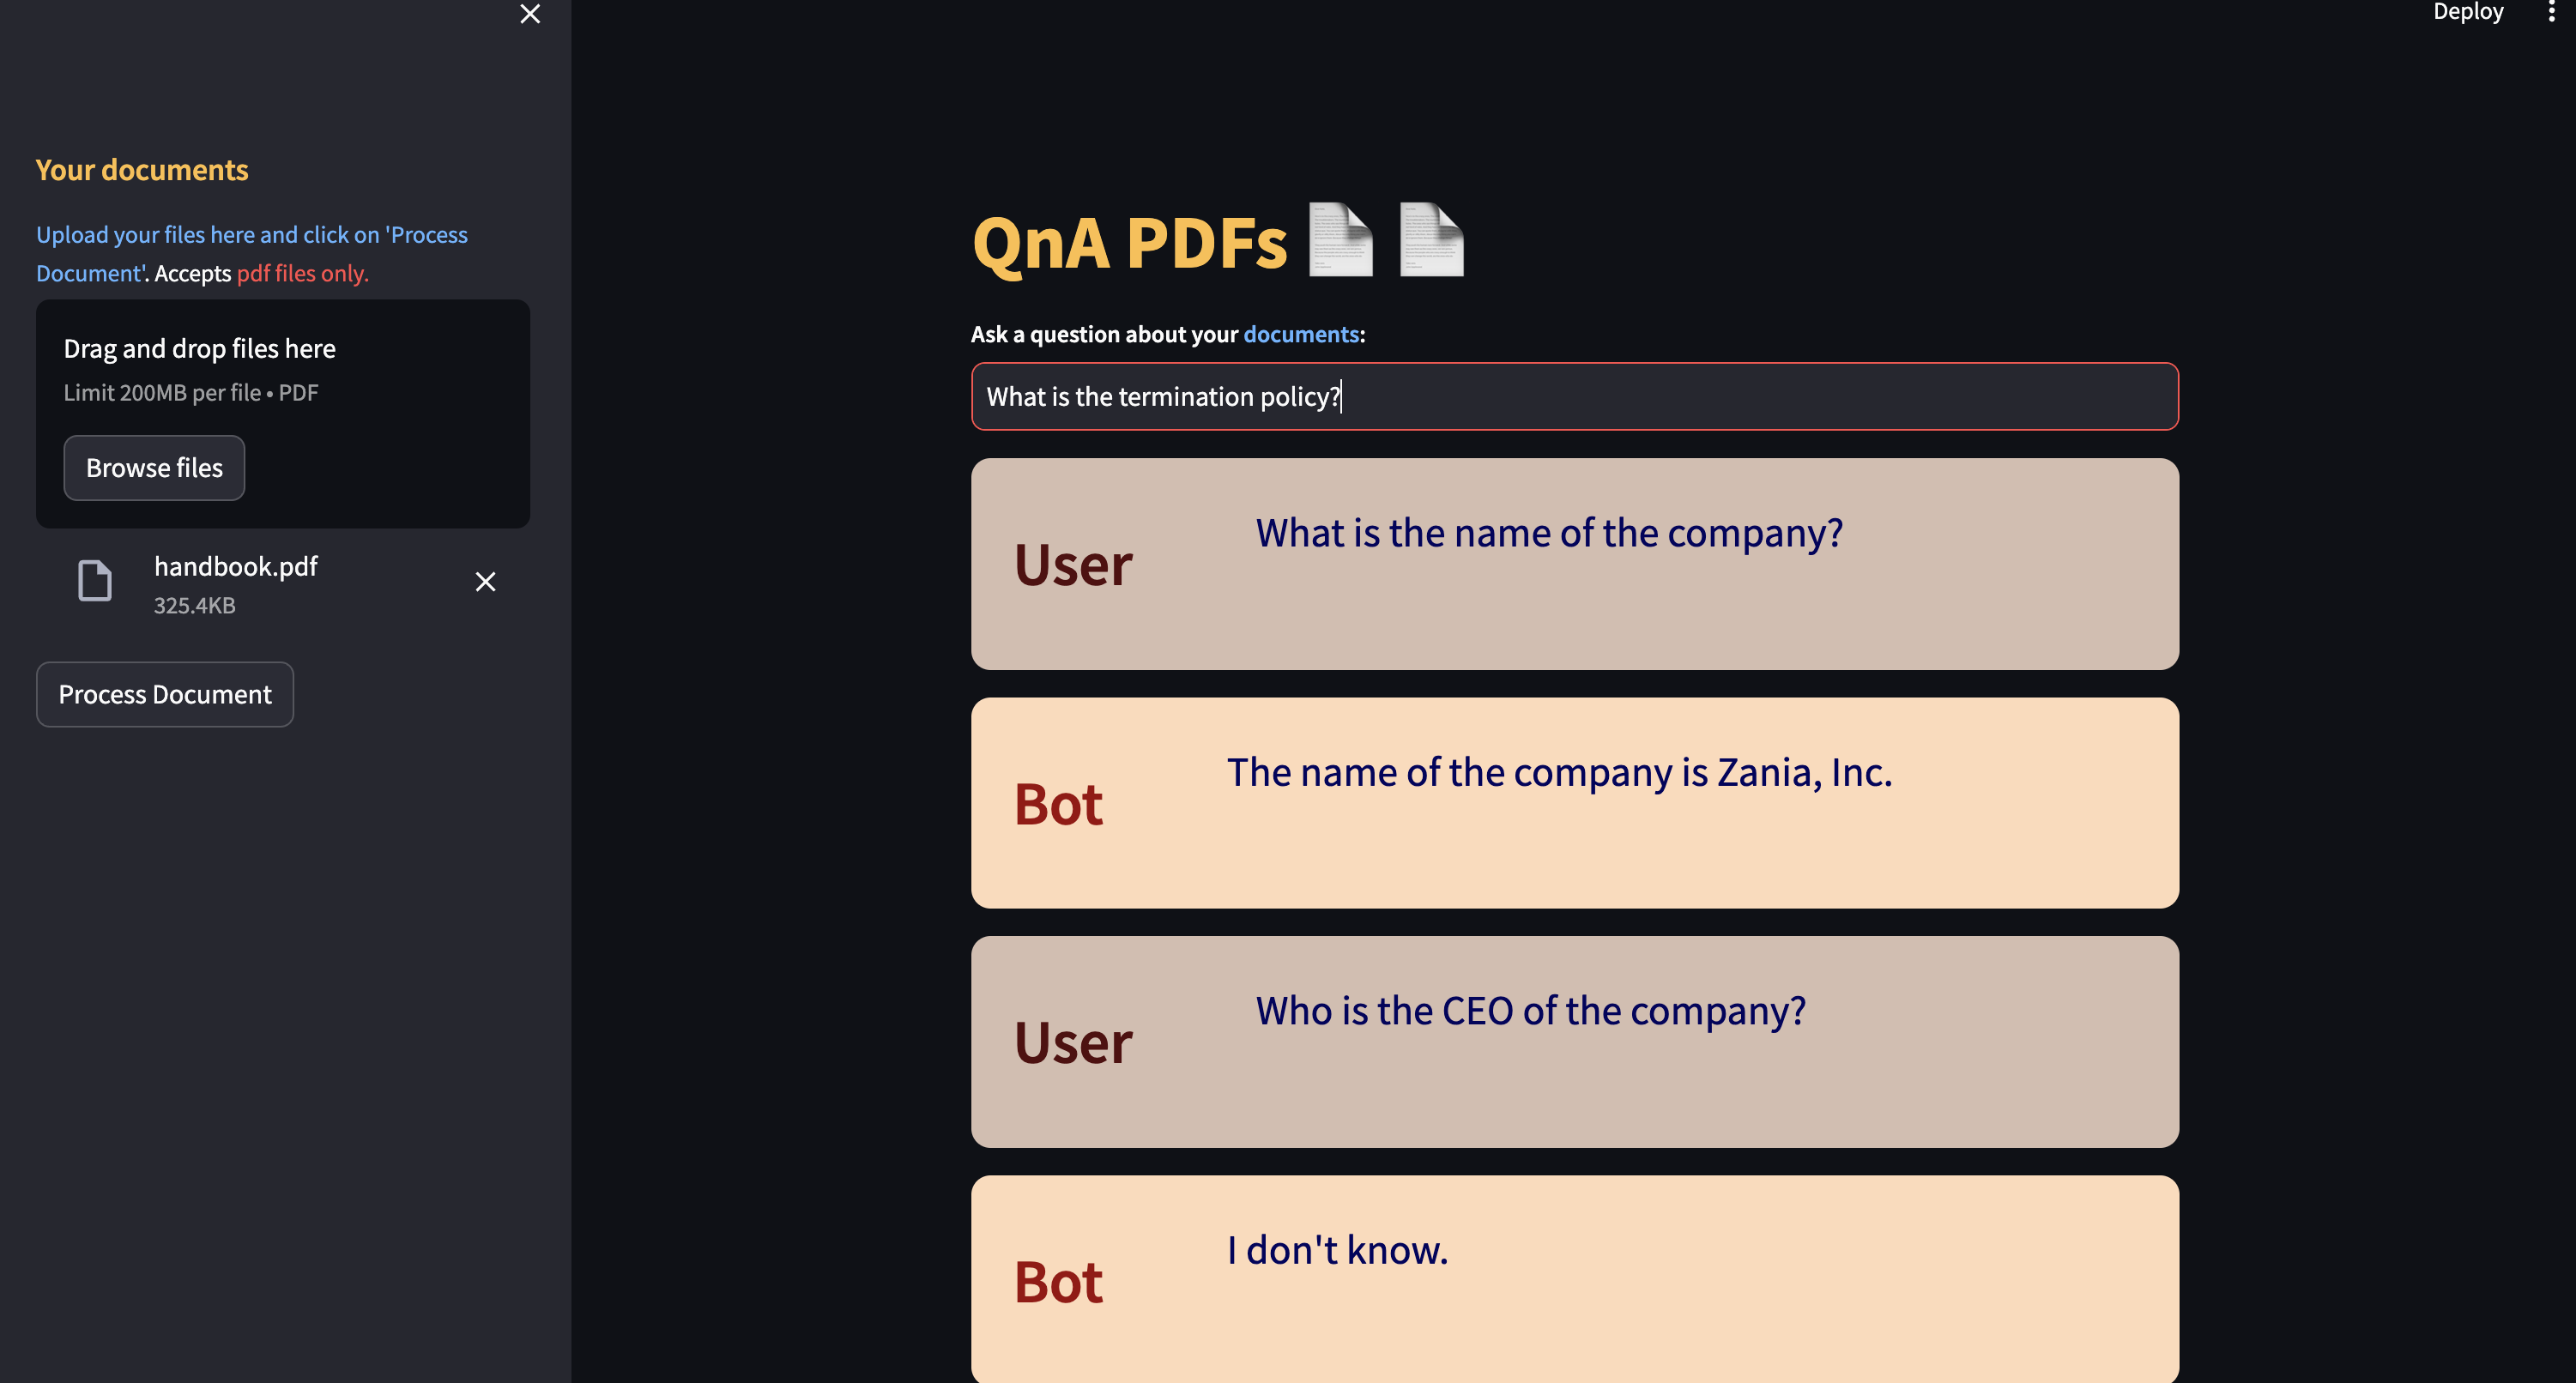 Deploy
Your documents
Upload your files here and click on 'Process
Document'. Accepts pdf files only.
Drag and drop files here
Limit 200MB per file • PDF
Browse files
handbook.pdf
325.4KB
Process Document
QnA PDFs
Ask a question about your documents:
What is the termination policy?
User
What is the name of the company?
Bot
The name of the company is Zania, Inc.
User
Who is the CEO of the company?
Bot
I don't know.